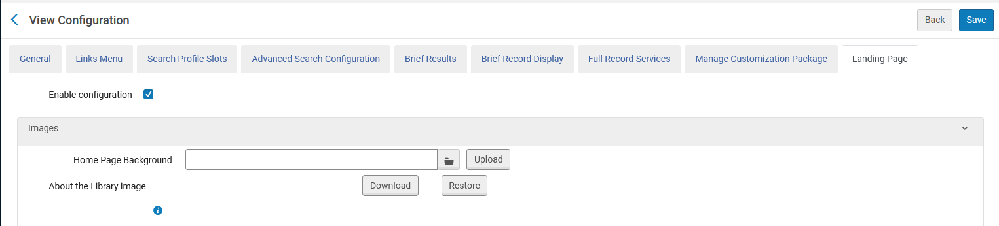 View Configuration Back Save
General Links Menu Search Profile Slots Advanced Search Configuration Brief Results Brief Record Display Full Record Services Manage Customization Package Landing Page
Enable configuration
Images
Home Page Background Upload
About the Library image Download Restore